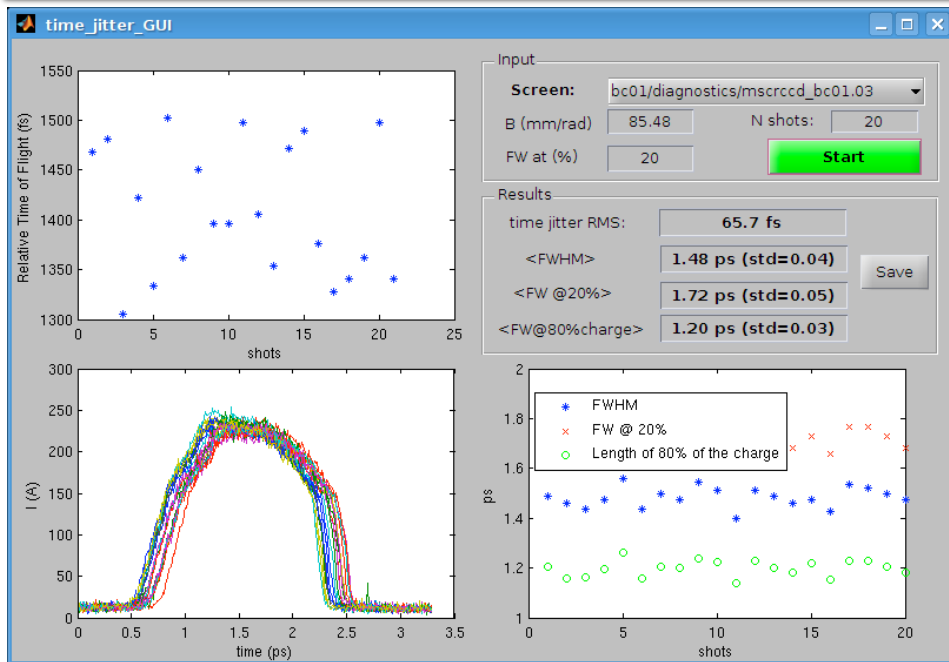 time_jitter_GUI
1550
1500
1450
1400
1350
1300
0 5 10 15 20 25
Relative Time of Flight (fs)
shots
Input
Screen: bc01/diagnostics/mscrccd_bc01.03
B (mm/rad) 85.48 N shots: 20
FW at (%) 20 Start
Results
time jitter RMS: 65.7 fs
<FWHM> 1.48 ps (std=0.04)
<FW @20%> 1.72 ps (std=0.05)
<FW@80%charge> 1.20 ps (std=0.03)
Save
300
250
200
150
100
50
0
0 0.5 1 1.5 2 2.5 3 3.5
I (A)
time (ps)
2
1.8
1.6
1.4
1.2
1
0 5 10 15 20
ps
shots
FWHM
FW @ 20%
Length of 80% of the charge